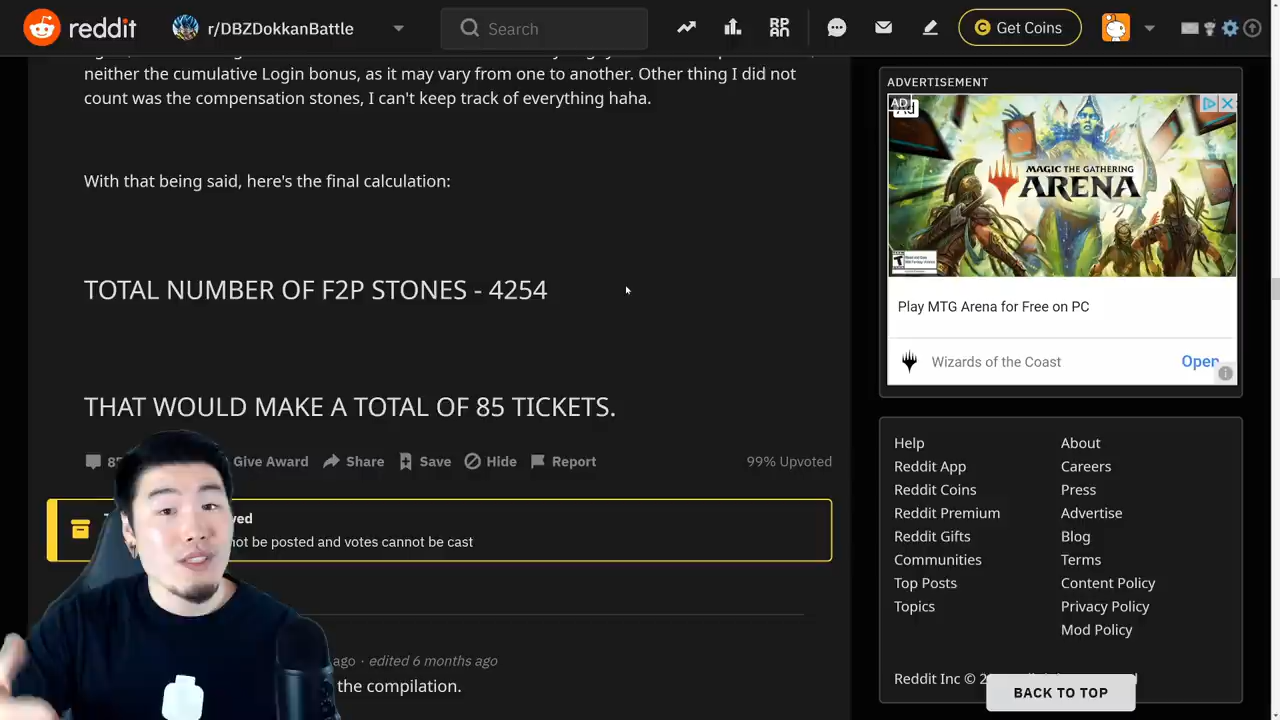 reddit
r/DBZDokkanBattle
Search
Get Coins
neither the cumulative Login bonus, as it may vary from one to another. Other thing I did not
count was the compensation stones, I can't keep track of everything haha.
With that being said, here's the final calculation:
TOTAL NUMBER OF F2P STONES - 4254
THAT WOULD MAKE A TOTAL OF 85 TICKETS.
Give Award
Share
Save
Hide
Report
99% Upvoted
not be posted and votes cannot be cast
ago · edited 6 months ago
the compilation.
ADVERTISEMENT
AD
Ad
MAGIC THE GATHERING
ARENA
Play MTG Arena for Free on PC
Wizards of the Coast
Open
Help
About
Reddit App
Careers
Reddit Coins
Press
Reddit Premium
Advertise
Reddit Gifts
Blog
Communities
Terms
Top Posts
Content Policy
Topics
Privacy Policy
Mod Policy
Reddit Inc ©
BACK TO TOP